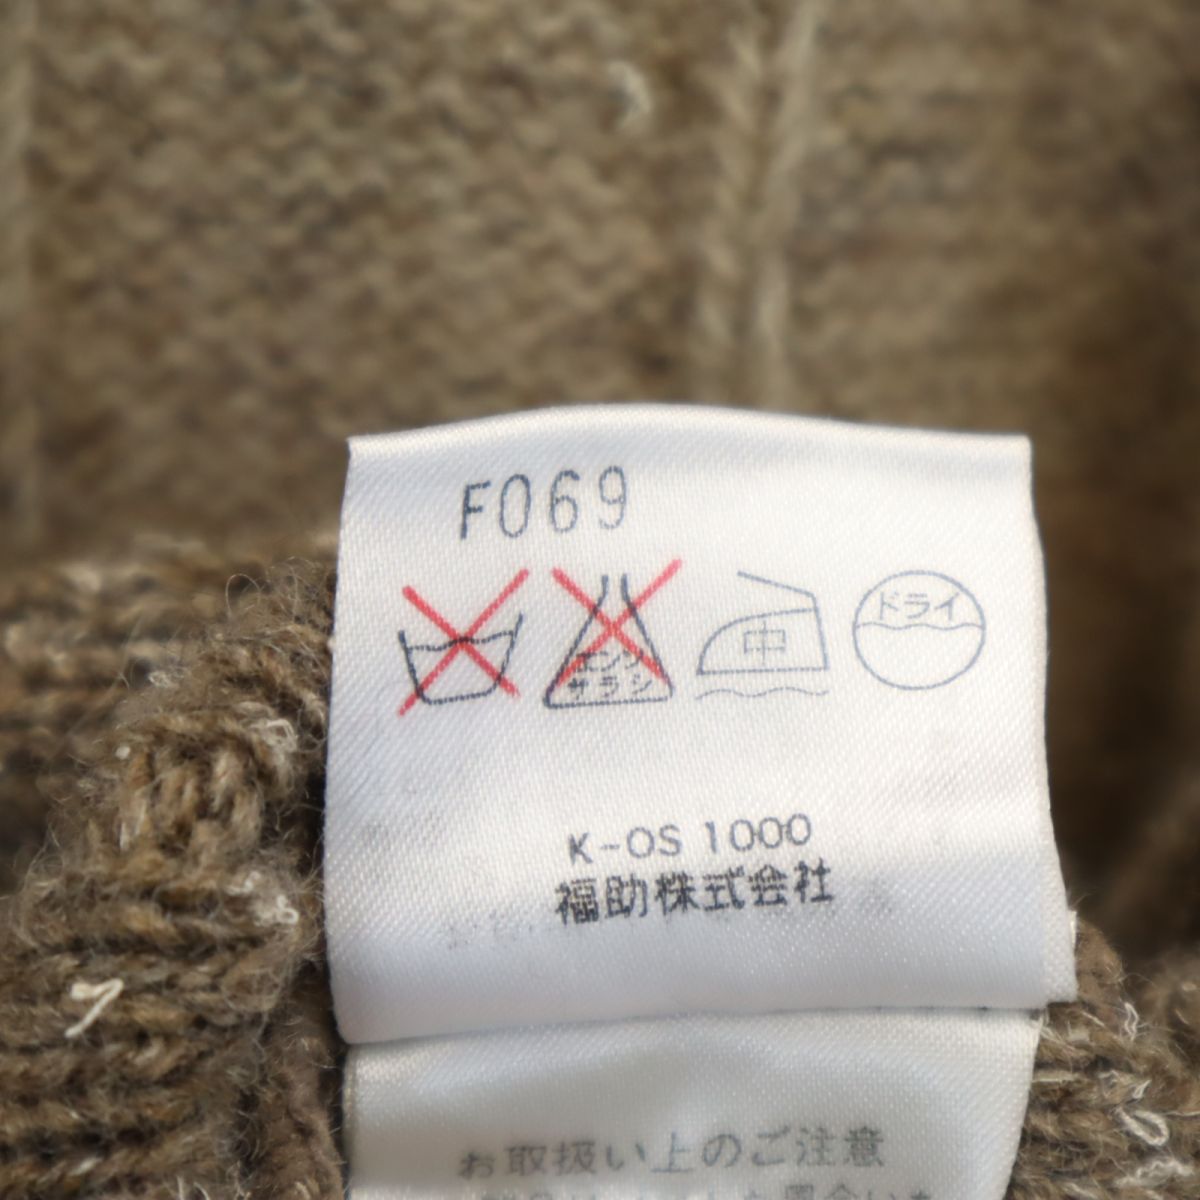 F069
エンソ
サラシ
中
ドライ
K-OS 1000
福助株式会社
お取扱い上のご注意